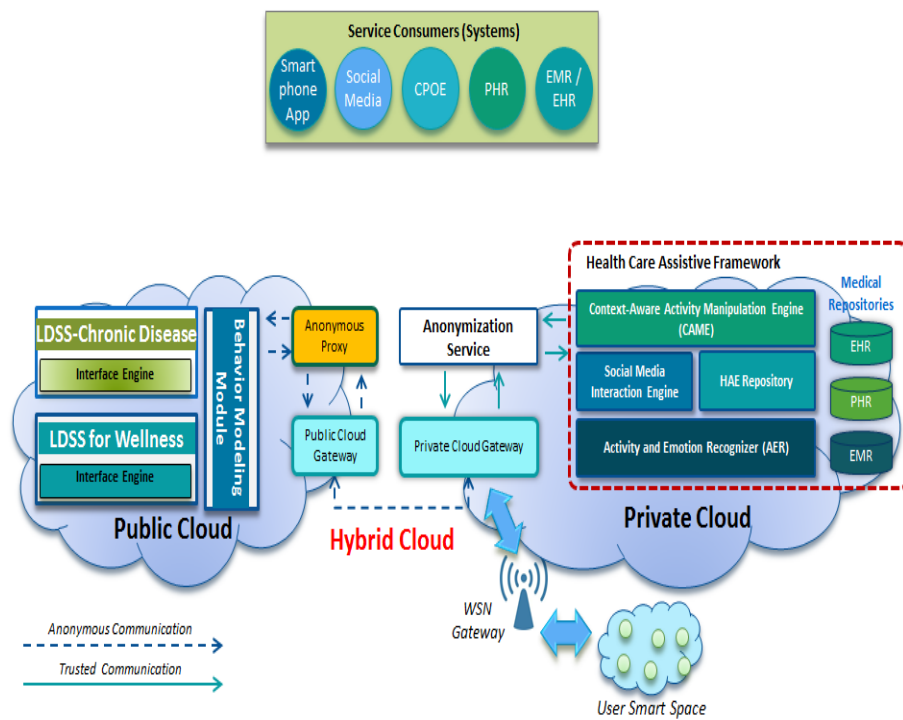 Service Consumers (Systems)
Smart
phone
App
Social
Media
CPOE
PHR
EMR /
EHR
Health Care Assistive Framework
Medical
Repositories
Context-Aware Activity Manipulation Engine
(CAME)
Social Media
Interaction Engine
HAE Repository
Activity and Emotion Recognizer (AER)
EHR
PHR
EMR
LDSS-Chronic Disease
Interface Engine
LDSS for Wellness
Interface Engine
Behavior Modeling
Module
Anonymous
Proxy
Public Cloud
Gateway
Anonymization
Service
Private Cloud Gateway
Public Cloud
Hybrid Cloud
Private Cloud
WSN
Gateway
User Smart Space
Anonymous Communication
Trusted Communication